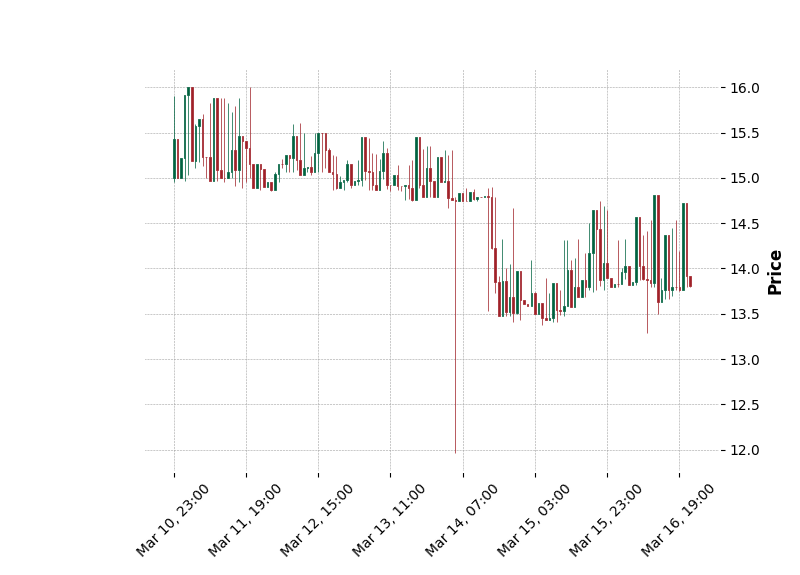 16.0
15.5
15.0
14.5
14.0
13.5
13.0
12.5
12.0
Price
Mar 10, 23:00
Mar 11, 19:00
Mar 12, 15:00
Mar 13, 11:00
Mar 14, 07:00
Mar 15, 03:00
Mar 15, 23:00
Mar 16, 19:00